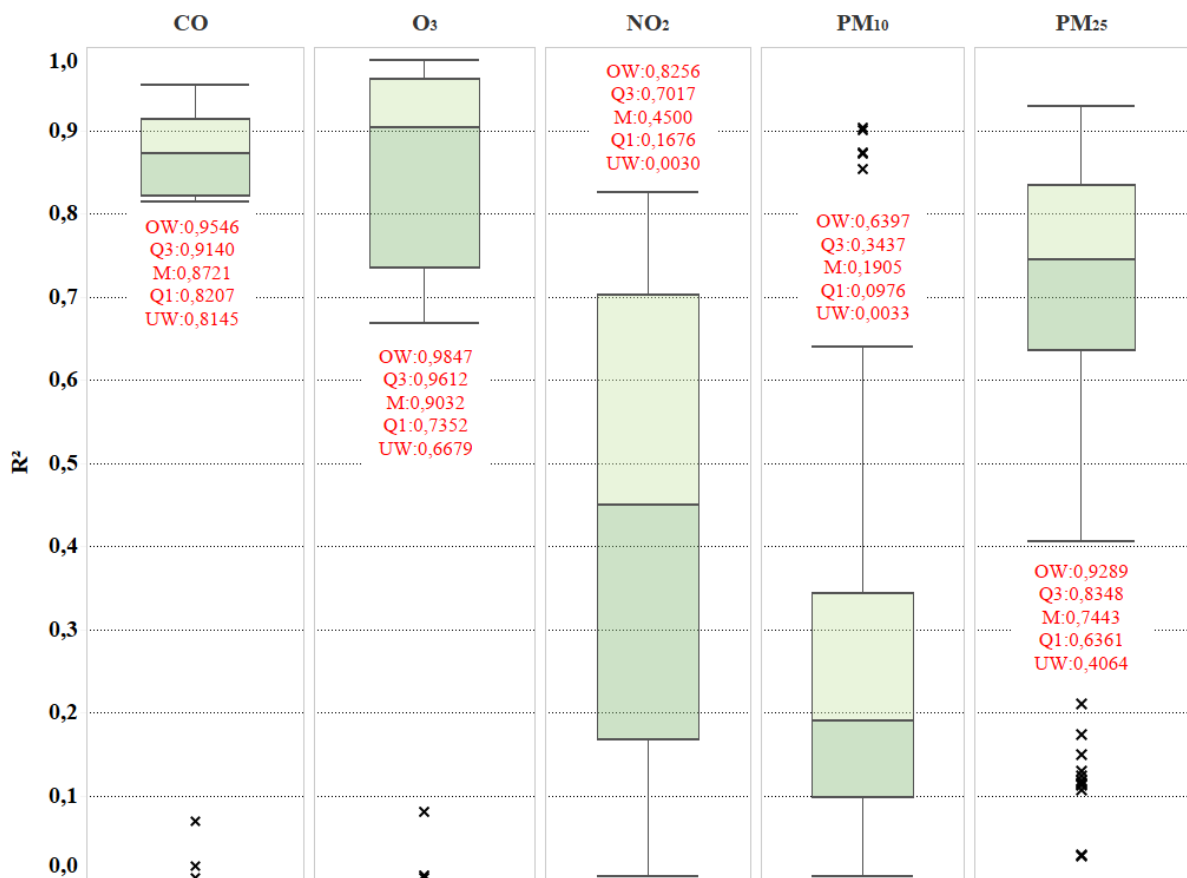 CO
O₃
NO₂
PM₁₀
PM₂₅
R²
1,0
0,9
0,8
0,7
0,6
0,5
0,4
0,3
0,2
0,1
0,0
OW:0,9546
Q3:0,9140
M:0,8721
Q1:0,8207
UW:0,8145
OW:0,9847
Q3:0,9612
M:0,9032
Q1:0,7352
UW:0,6679
OW:0,8256
Q3:0,7017
M:0,4500
Q1:0,1676
UW:0,0030
OW:0,6397
Q3:0,3437
M:0,1905
Q1:0,0976
UW:0,0033
OW:0,9289
Q3:0,8348
M:0,7443
Q1:0,6361
UW:0,4064